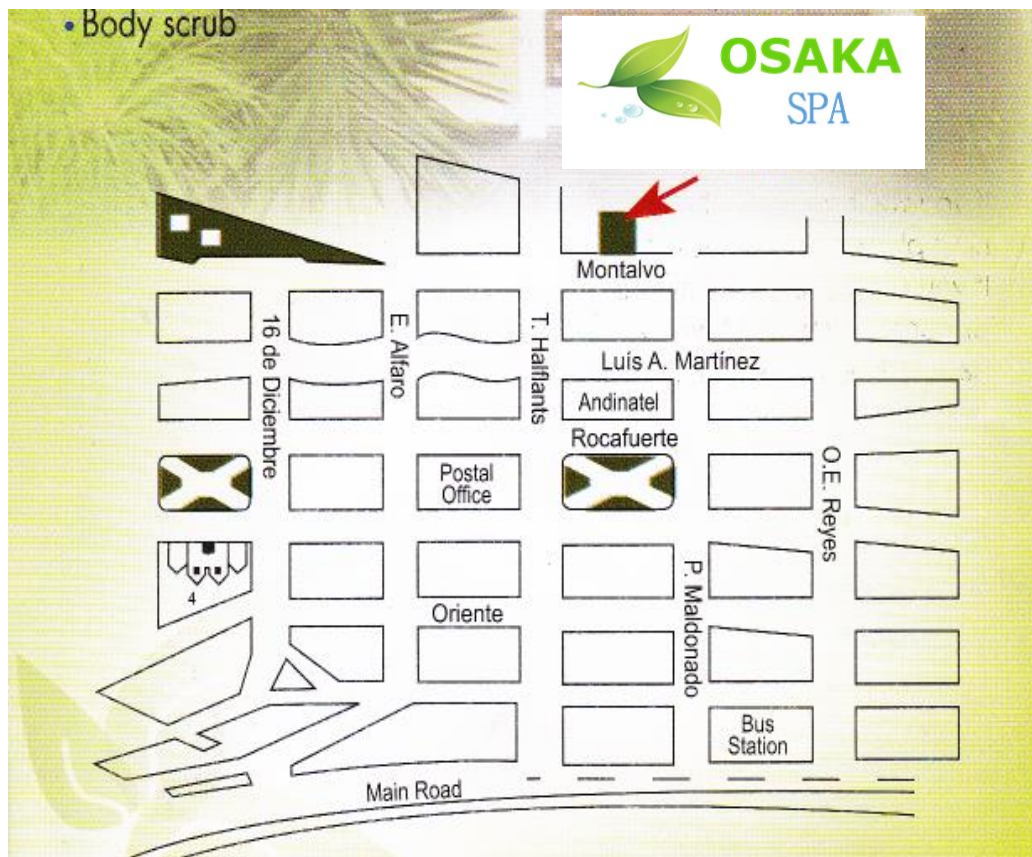 • Body scrub
OSAKA
SPA
Montalvo
16 de Diciembre
E. Alfaro
T. Halflants
Luís A. Martínez
Andinatel
Rocafuerte
Postal
Office
O.E. Reyes
4
Oriente
P. Maldonado
Bus
Station
Main Road